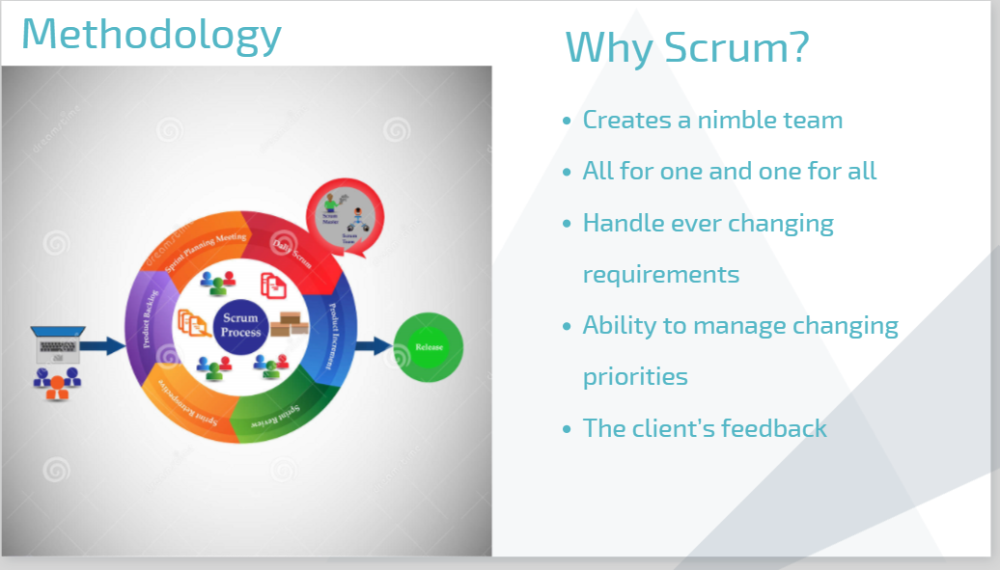 Methodology
Why Scrum?
Creates a nimble team
All for one and one for all
Handle ever changing
requirements
Ability to manage changing
priorities
The client’s feedback
Sprint Planning Meeting
Daily Scrum
Product Increment
Sprint Review
Sprint Retrospective
Product Backing
Scrum
Process
Scrum
Master
Scrum
Team
Release
dreamstime